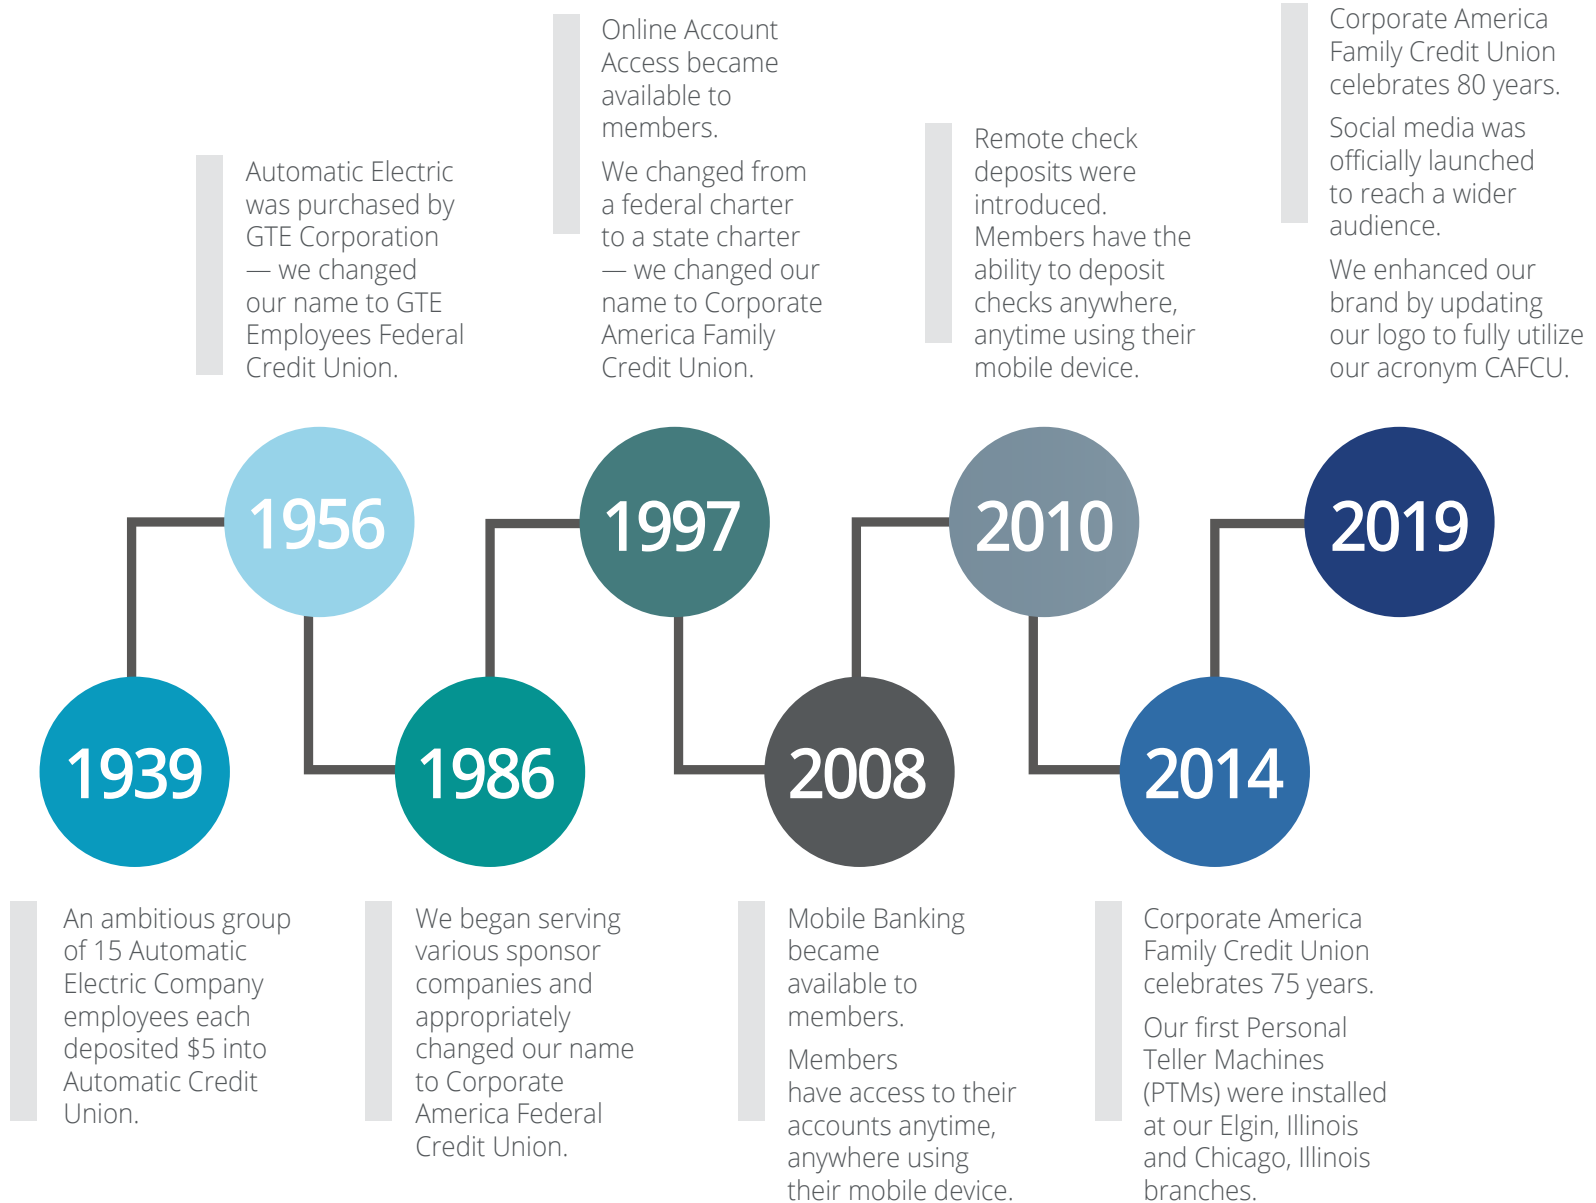 1939
An ambitious group
of 15 Automatic
Electric Company
employees each
deposited $5 into
Automatic Credit
Union.
Automatic Electric
was purchased by
GTE Corporation
— we changed
our name to GTE
Employees Federal
Credit Union.
1956
1986
We began serving
various sponsor
companies and
appropriately
changed our name
to Corporate
America Federal
Credit Union.
Online Account
Access became
available to
members.
We changed from
a federal charter
to a state charter
— we changed our
name to Corporate
America Family
Credit Union.
1997
2008
Mobile Banking
became
available to
members.
Members
have access to their
accounts anytime,
anywhere using
their mobile device.
Remote check
deposits were
introduced.
Members have the
ability to deposit
checks anywhere,
anytime using their
mobile device.
2010
2014
Corporate America
Family Credit Union
celebrates 75 years.
Our first Personal
Teller Machines
(PTMs) were installed
at our Elgin, Illinois
and Chicago, Illinois
branches.
Corporate America
Family Credit Union
celebrates 80 years.
Social media was
officially launched
to reach a wider
audience.
We enhanced our
brand by updating
our logo to fully utilize
our acronym CAFCU.
2019